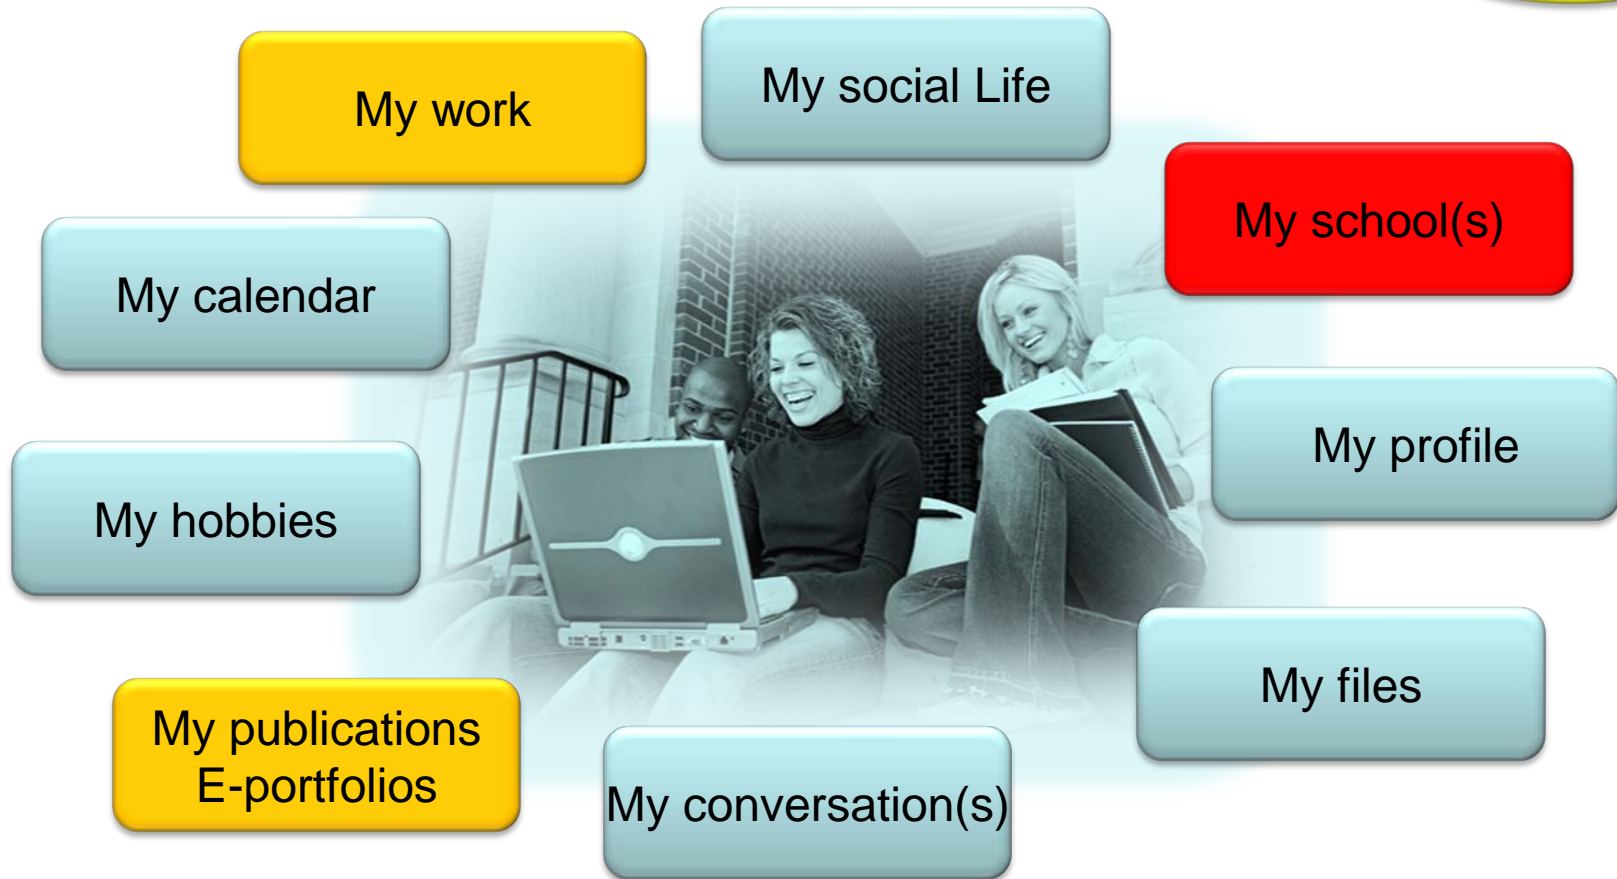 My work
My social Life
My school(s)
My calendar
My profile
My hobbies
My files
My publications
E-portfolios
My conversation(s)